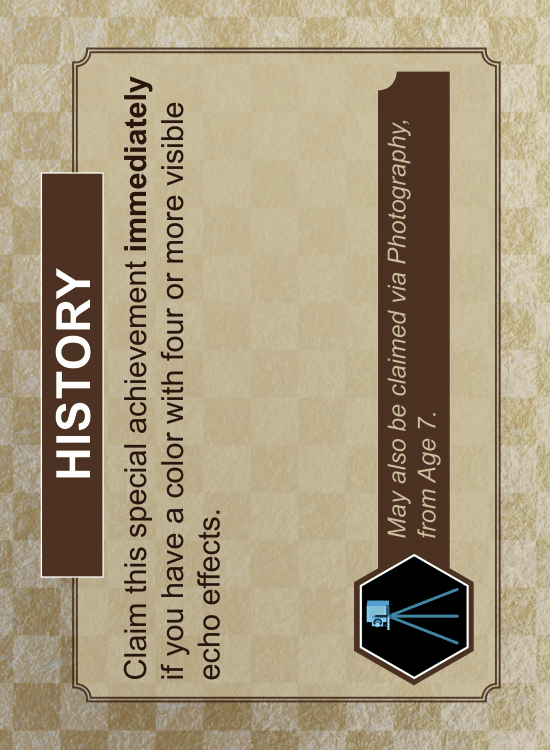 HISTORY
Claim this special achievement immediately
if you have a color with four or more visible
echo effects.
May also be claimed via Photography,
from Age 7.